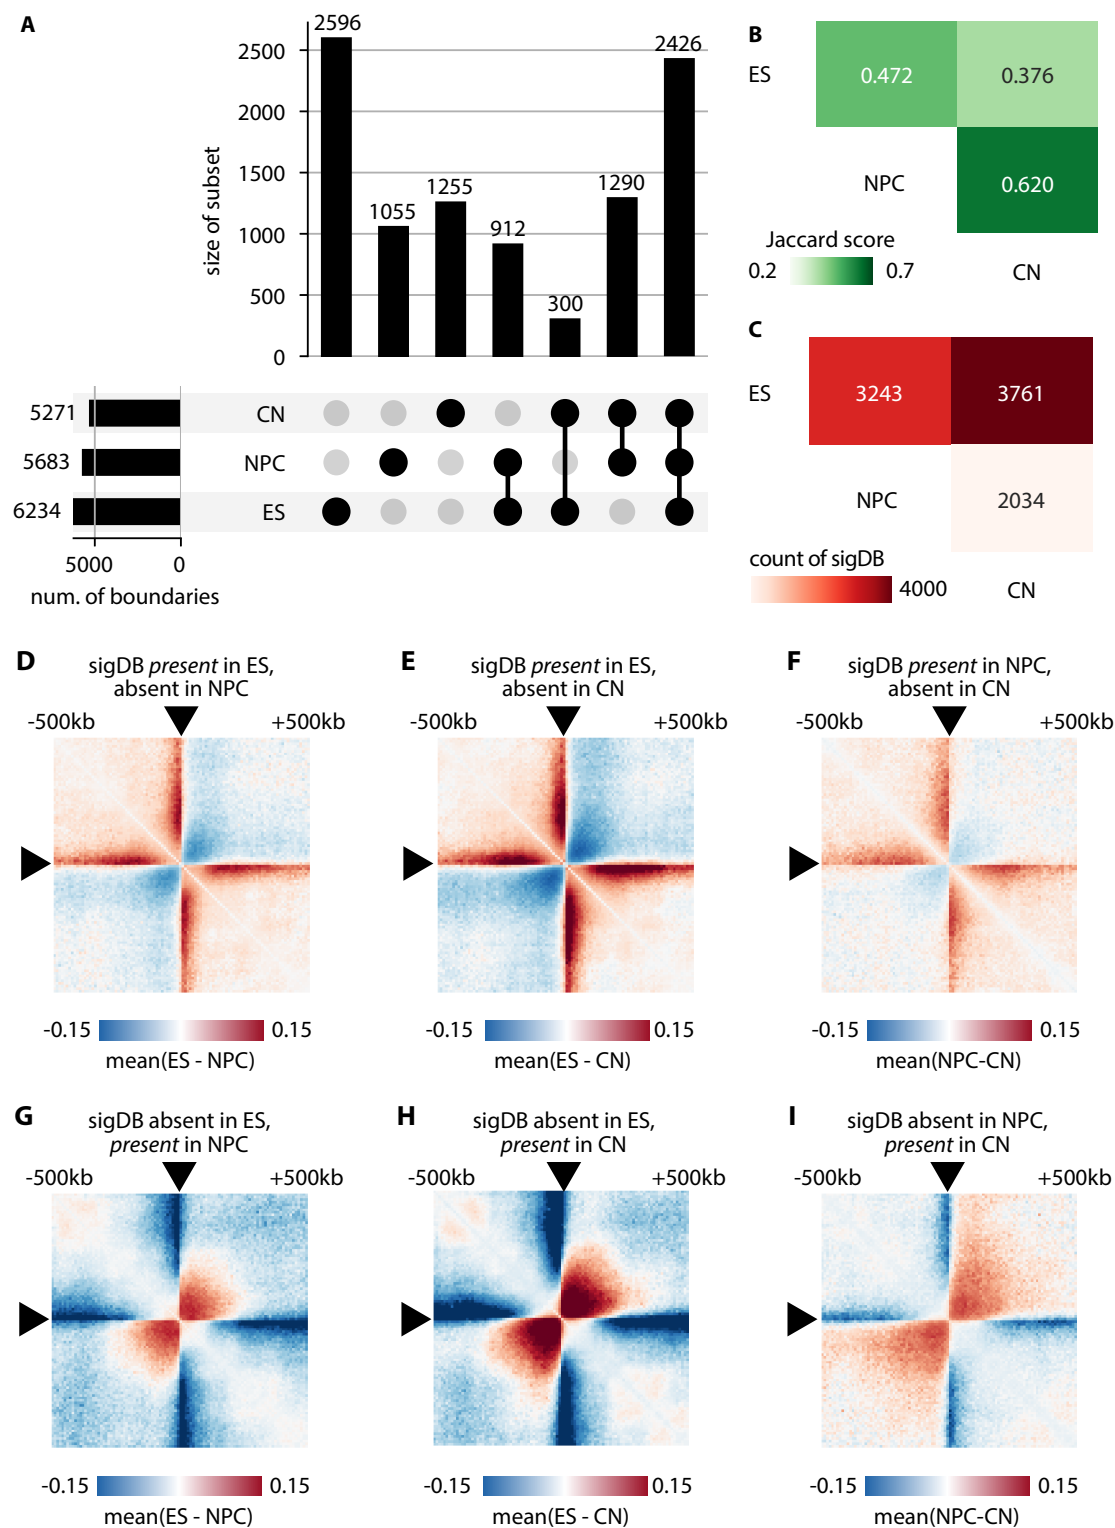 A
2596
2426
2500
2000
1500
1290
1255
1055
1000
912
500
300
0
size of subset
5271
CN
5683
NPC
6234
ES
5000
0
num. of boundaries
B
ES
0.472
0.376
NPC
0.620
Jaccard score
0.2
0.7
CN
C
ES
3243
3761
NPC
2034
count of sigDB
4000
CN
D
sigDB present in ES,
absent in NPC
-500kb
+500kb
-0.15
0.15
mean(ES - NPC)
E
sigDB present in ES,
absent in CN
-500kb
+500kb
-0.15
0.15
mean(ES - CN)
F
sigDB present in NPC,
absent in CN
-500kb
+500kb
-0.15
0.15
mean(NPC-CN)
G
sigDB absent in ES,
present in NPC
-500kb
+500kb
-0.15
0.15
mean(ES - NPC)
H
sigDB absent in ES,
present in CN
-500kb
+500kb
-0.15
0.15
mean(ES - CN)
I
sigDB absent in NPC,
present in CN
-500kb
+500kb
-0.15
0.15
mean(NPC-CN)